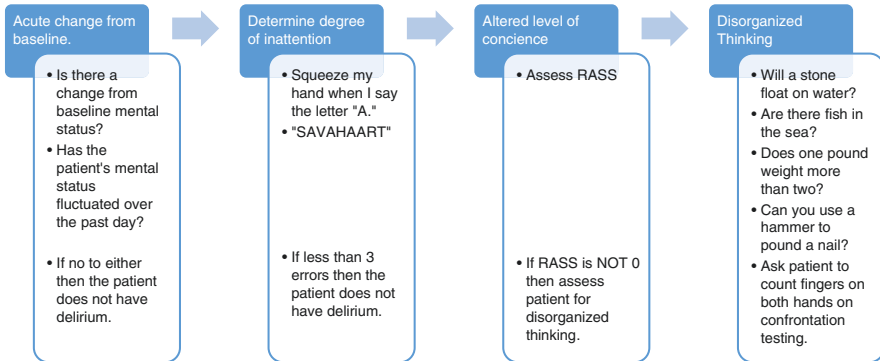 Acute change from
baseline.
• Is there a
change from
baseline mental
status?
• Has the
patient's mental
status
fluctuated over
the past day?
• If no to either
then the patient
does not have
delirium.
Determine degree
of inattention
• Squeeze my
hand when I say
the letter "A."
• "SAVAHAART"
• If less than 3
errors then the
patient does not
have delirium.
Altered level of
concience
• Assess RASS
• If RASS is NOT 0
then assess
patient for
disorganized
thinking.
Disorganized
Thinking
• Will a stone
float on water?
• Are there fish in
the sea?
• Does one pound
weight more
than two?
• Can you use a
hammer to
pound a nail?
• Ask patient to
count fingers on
both hands on
confrontation
testing.